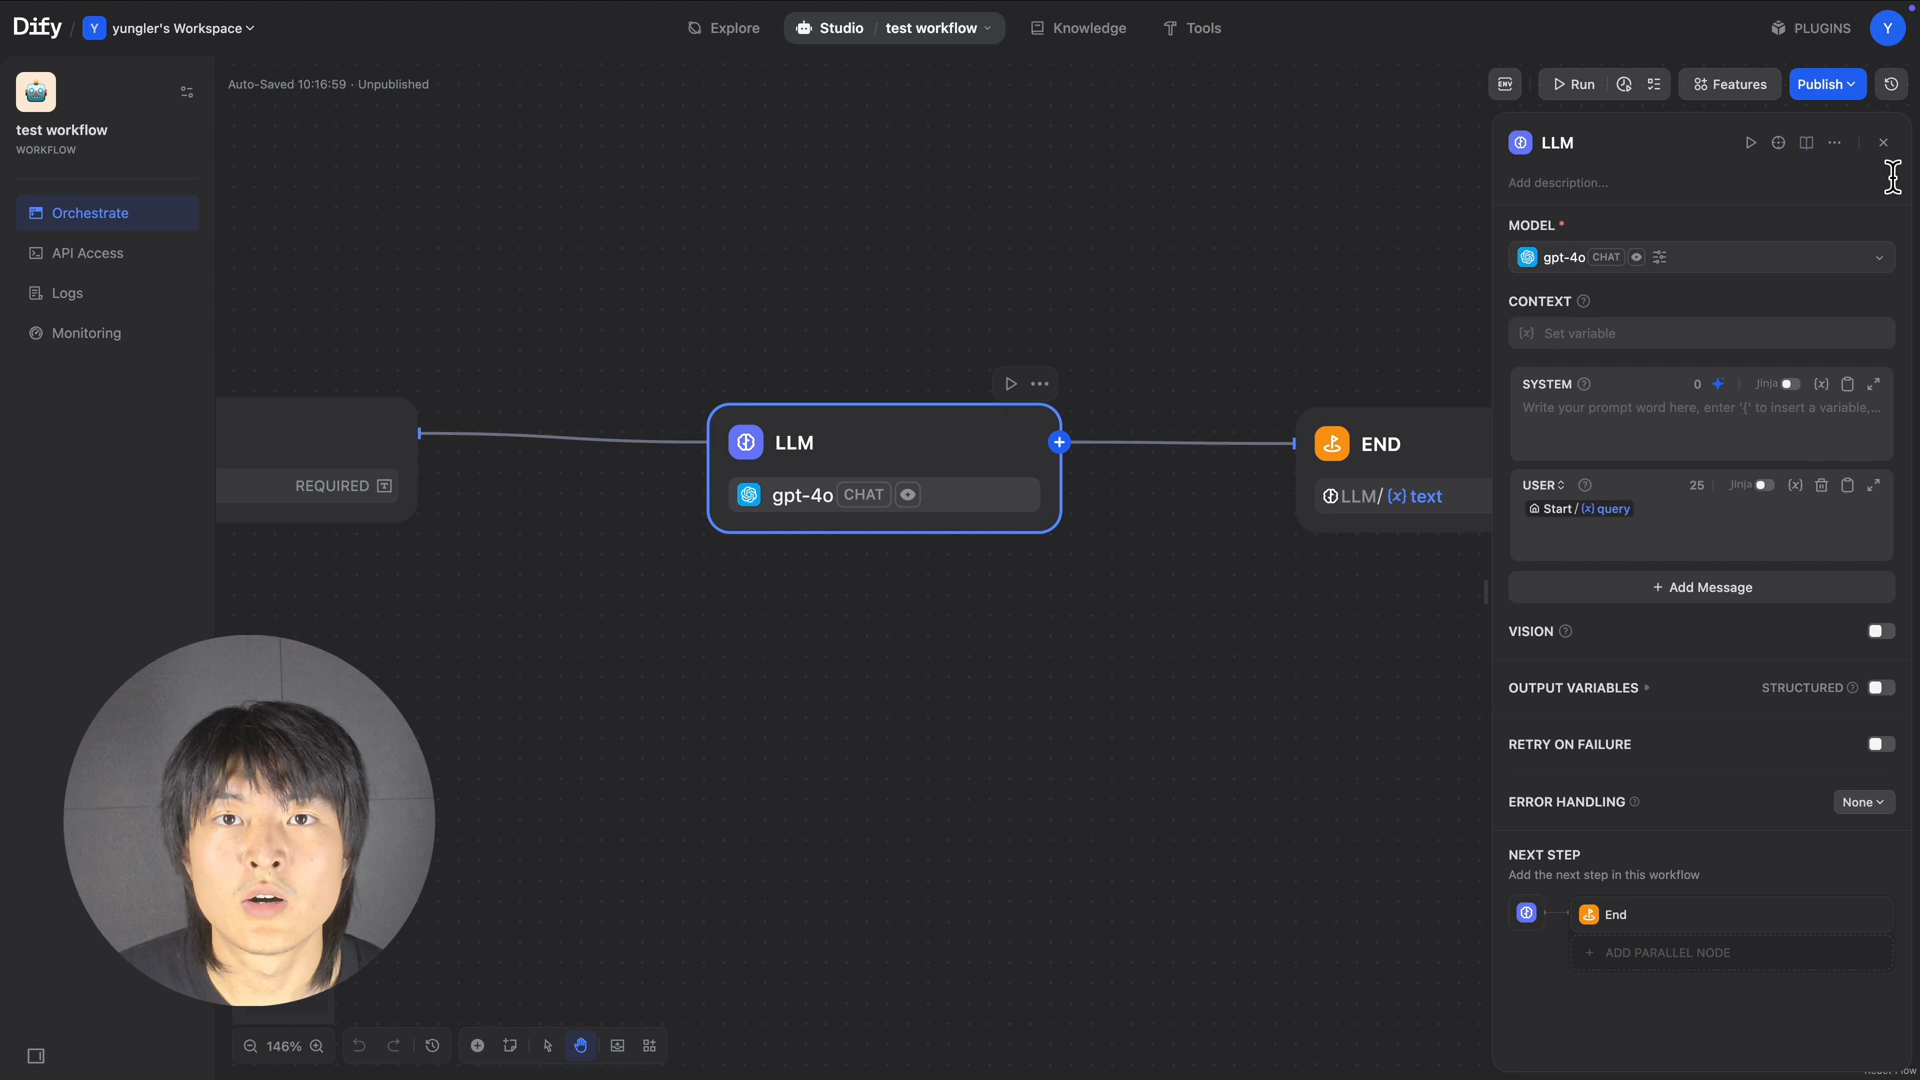 Dify / Y yungler's Workspace
Explore
Studio / test workflow
Knowledge
Tools
PLUGINS
Y
test workflow
WORKFLOW
Orchestrate
API Access
Logs
Monitoring
Auto-Saved 10:16:59 · Unpublished
ENV
Run
Features
Publish
REQUIRED
LLM
gpt-4o CHAT
END
LLM/ {x} text
LLM
Add description...
MODEL *
gpt-4o CHAT
CONTEXT
{x} Set variable
SYSTEM 0 Jinja {x}
Write your prompt word here, enter '{' to insert a variable,...
USER 25 Jinja {x}
Start / {x} query
+ Add Message
VISION
OUTPUT VARIABLES STRUCTURED
RETRY ON FAILURE
ERROR HANDLING None
NEXT STEP
Add the next step in this workflow
End
+ ADD PARALLEL NODE
146%
React Flow